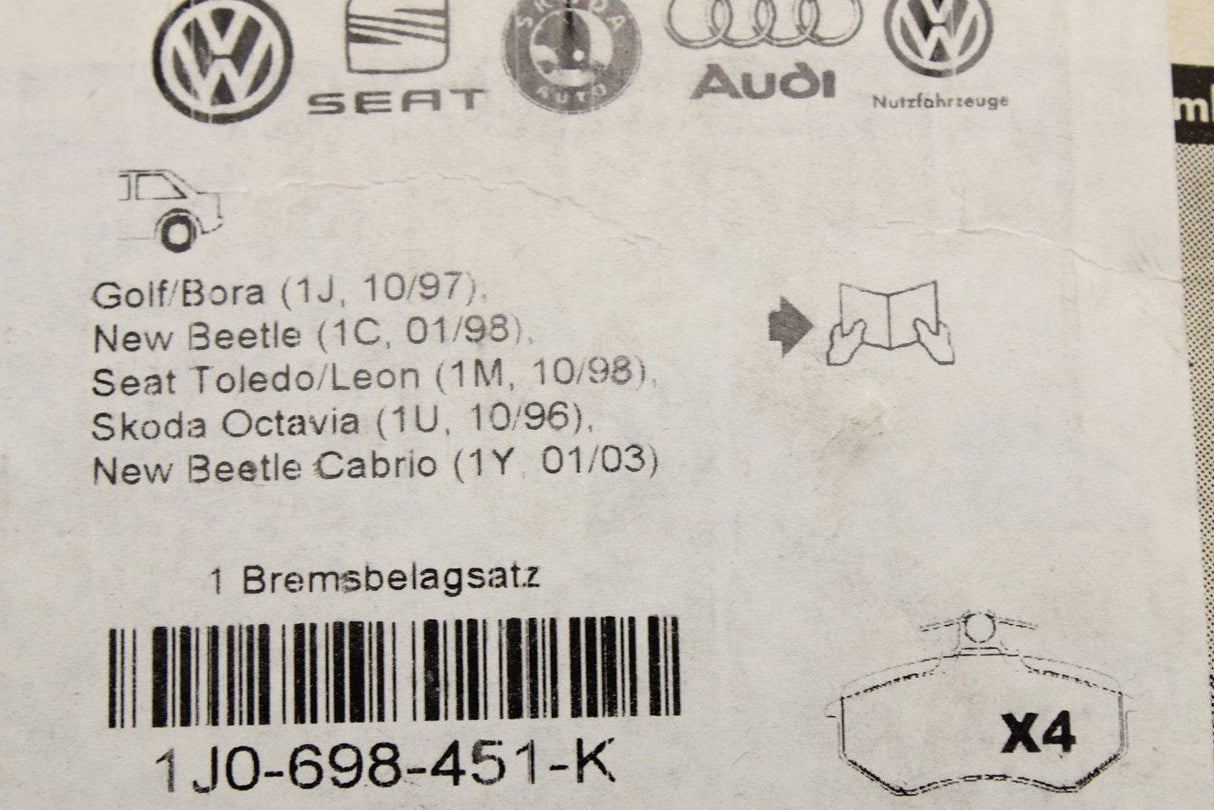 SEAT
SKODA
AUTO
Audi
Nutzfahrzeuge
Golf/Bora (1J, 10/97),
New Beetle (1C, 01/98),
Seat Toledo/Leon (1M, 10/98),
Skoda Octavia (1U, 10/96),
New Beetle Cabrio (1Y, 01/03)
1 Bremsbelagsatz
1J0-698-451-K
X4